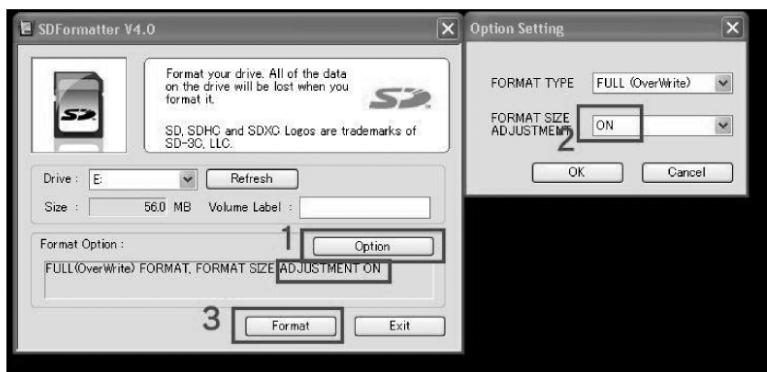 SDFormatter V4.0
Format your drive. All of the data
on the drive will be lost when you
format it.
SD, SDHC and SDXC Logos are trademarks of
SD-3C, LLC.
SD
SD
Drive : E: Refresh
Size : 56.0 MB Volume Label :
Format Option :
1
Option
FULL(OverWrite) FORMAT, FORMAT SIZE ADJUSTMENT ON
3
Format Exit
Option Setting
FORMAT TYPE FULL (OverWrite)
FORMAT SIZE
ADJUSTMENT ON
2
OK Cancel